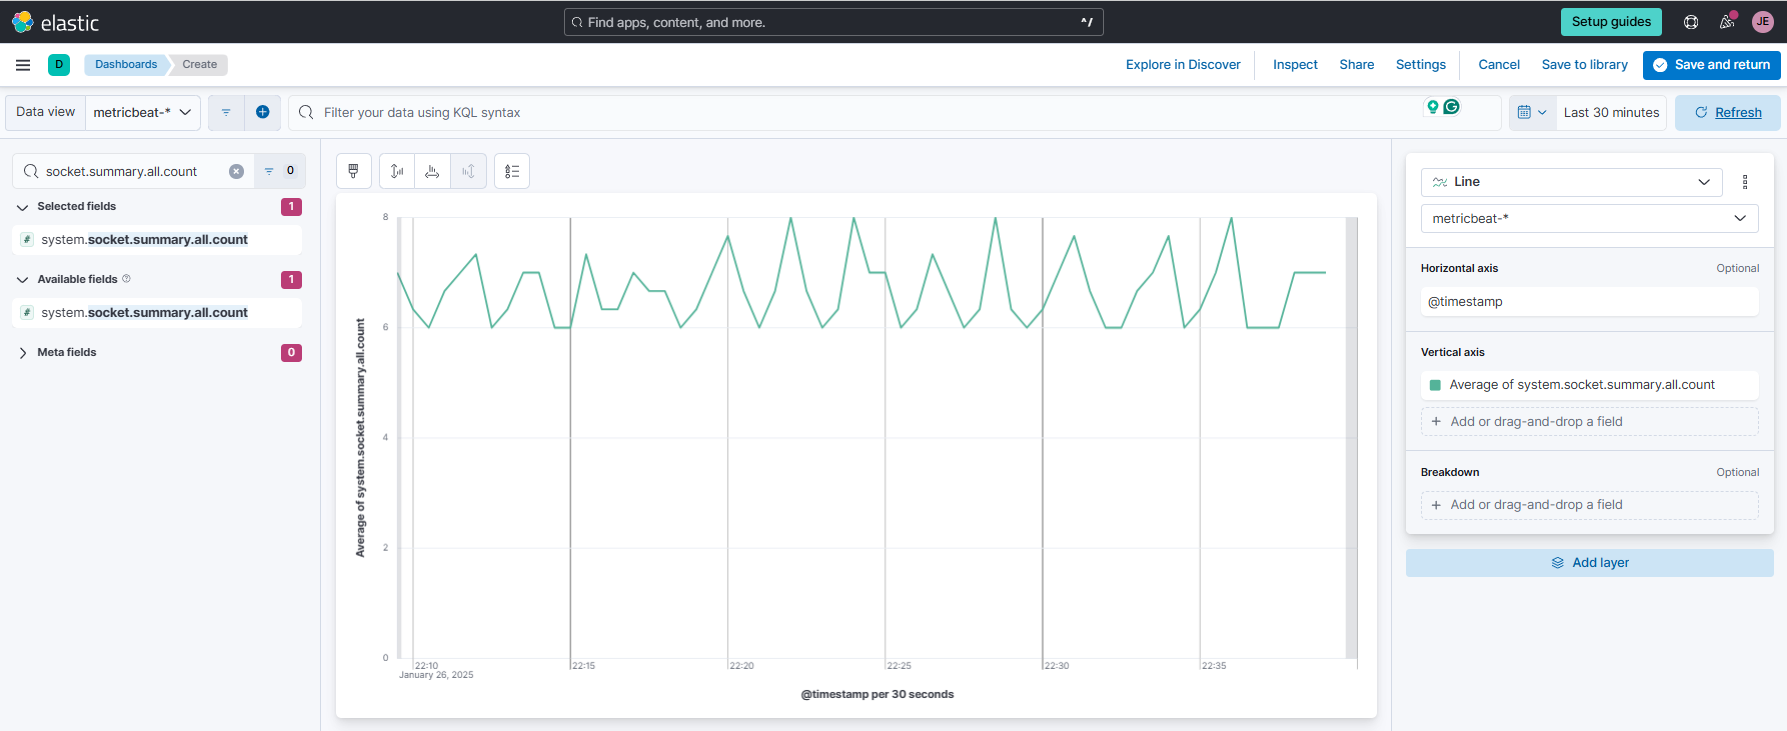 elastic
Find apps, content, and more.
^/
Setup guides
JE
D
Dashboards
Create
Explore in Discover
Inspect
Share
Settings
Cancel
Save to library
Save and return
Data view
metricbeat-*
Filter your data using KQL syntax
Last 30 minutes
Refresh
socket.summary.all.count
0
Selected fields
1
system.socket.summary.all.count
Available fields
1
system.socket.summary.all.count
Meta fields
0
Average of system.socket.summary.all.count
8
6
4
2
0
22:10
January 26, 2025
22:15
22:20
22:25
22:30
22:35
@timestamp per 30 seconds
Line
metricbeat-*
Horizontal axis
Optional
@timestamp
Vertical axis
Average of system.socket.summary.all.count
+ Add or drag-and-drop a field
Breakdown
Optional
+ Add or drag-and-drop a field
Add layer